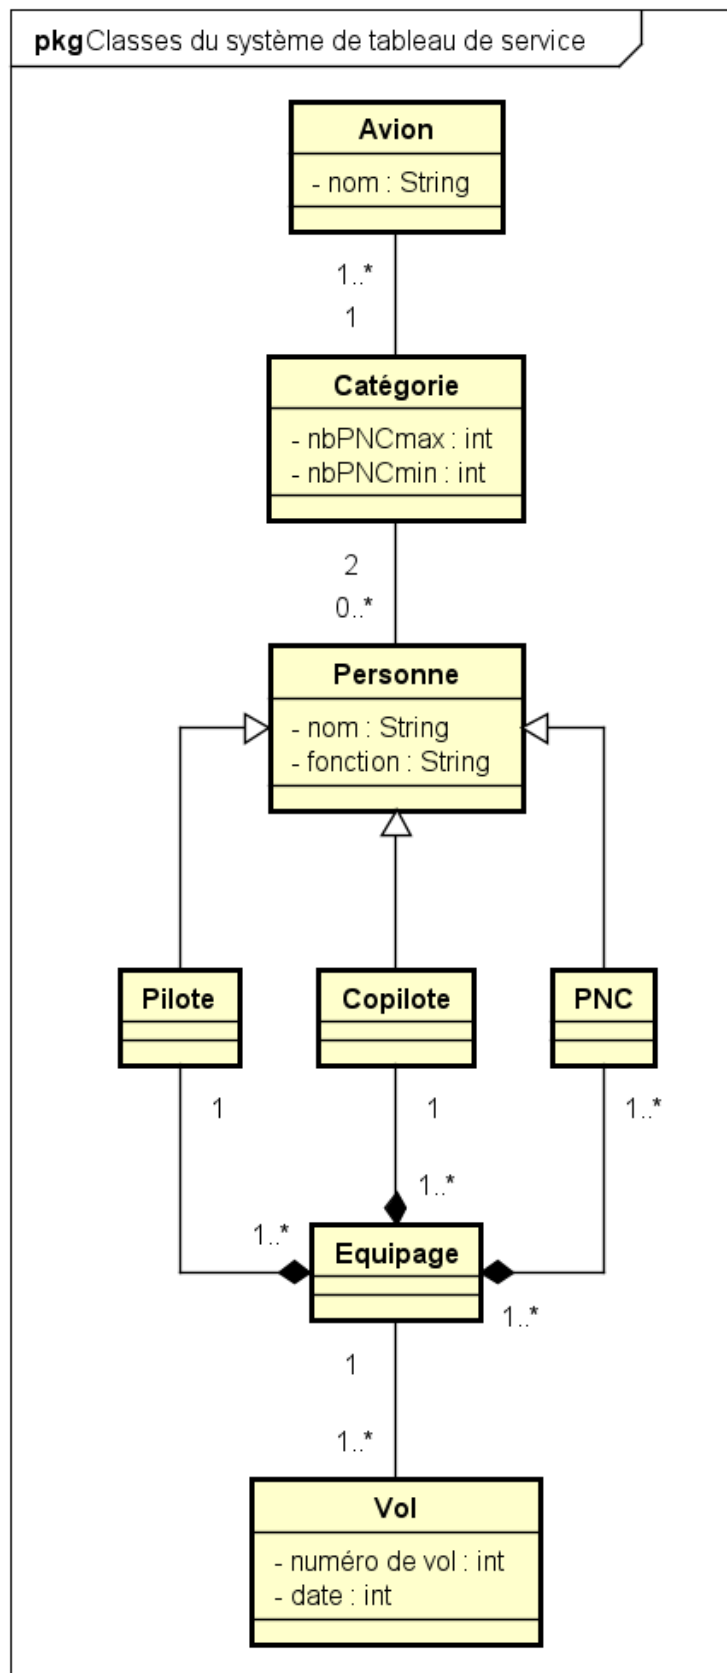 pkg Classes du système de tableau de service
Avion
- nom : String
1..*
1
Catégorie
- nbPNCmax : int
- nbPNCmin : int
2
0..*
Personne
- nom : String
- fonction : String
Pilote
Copilote
PNC
1
1
1..*
1..*
1..*
Equipage
1..*
1
1..*
Vol
- numéro de vol : int
- date : int